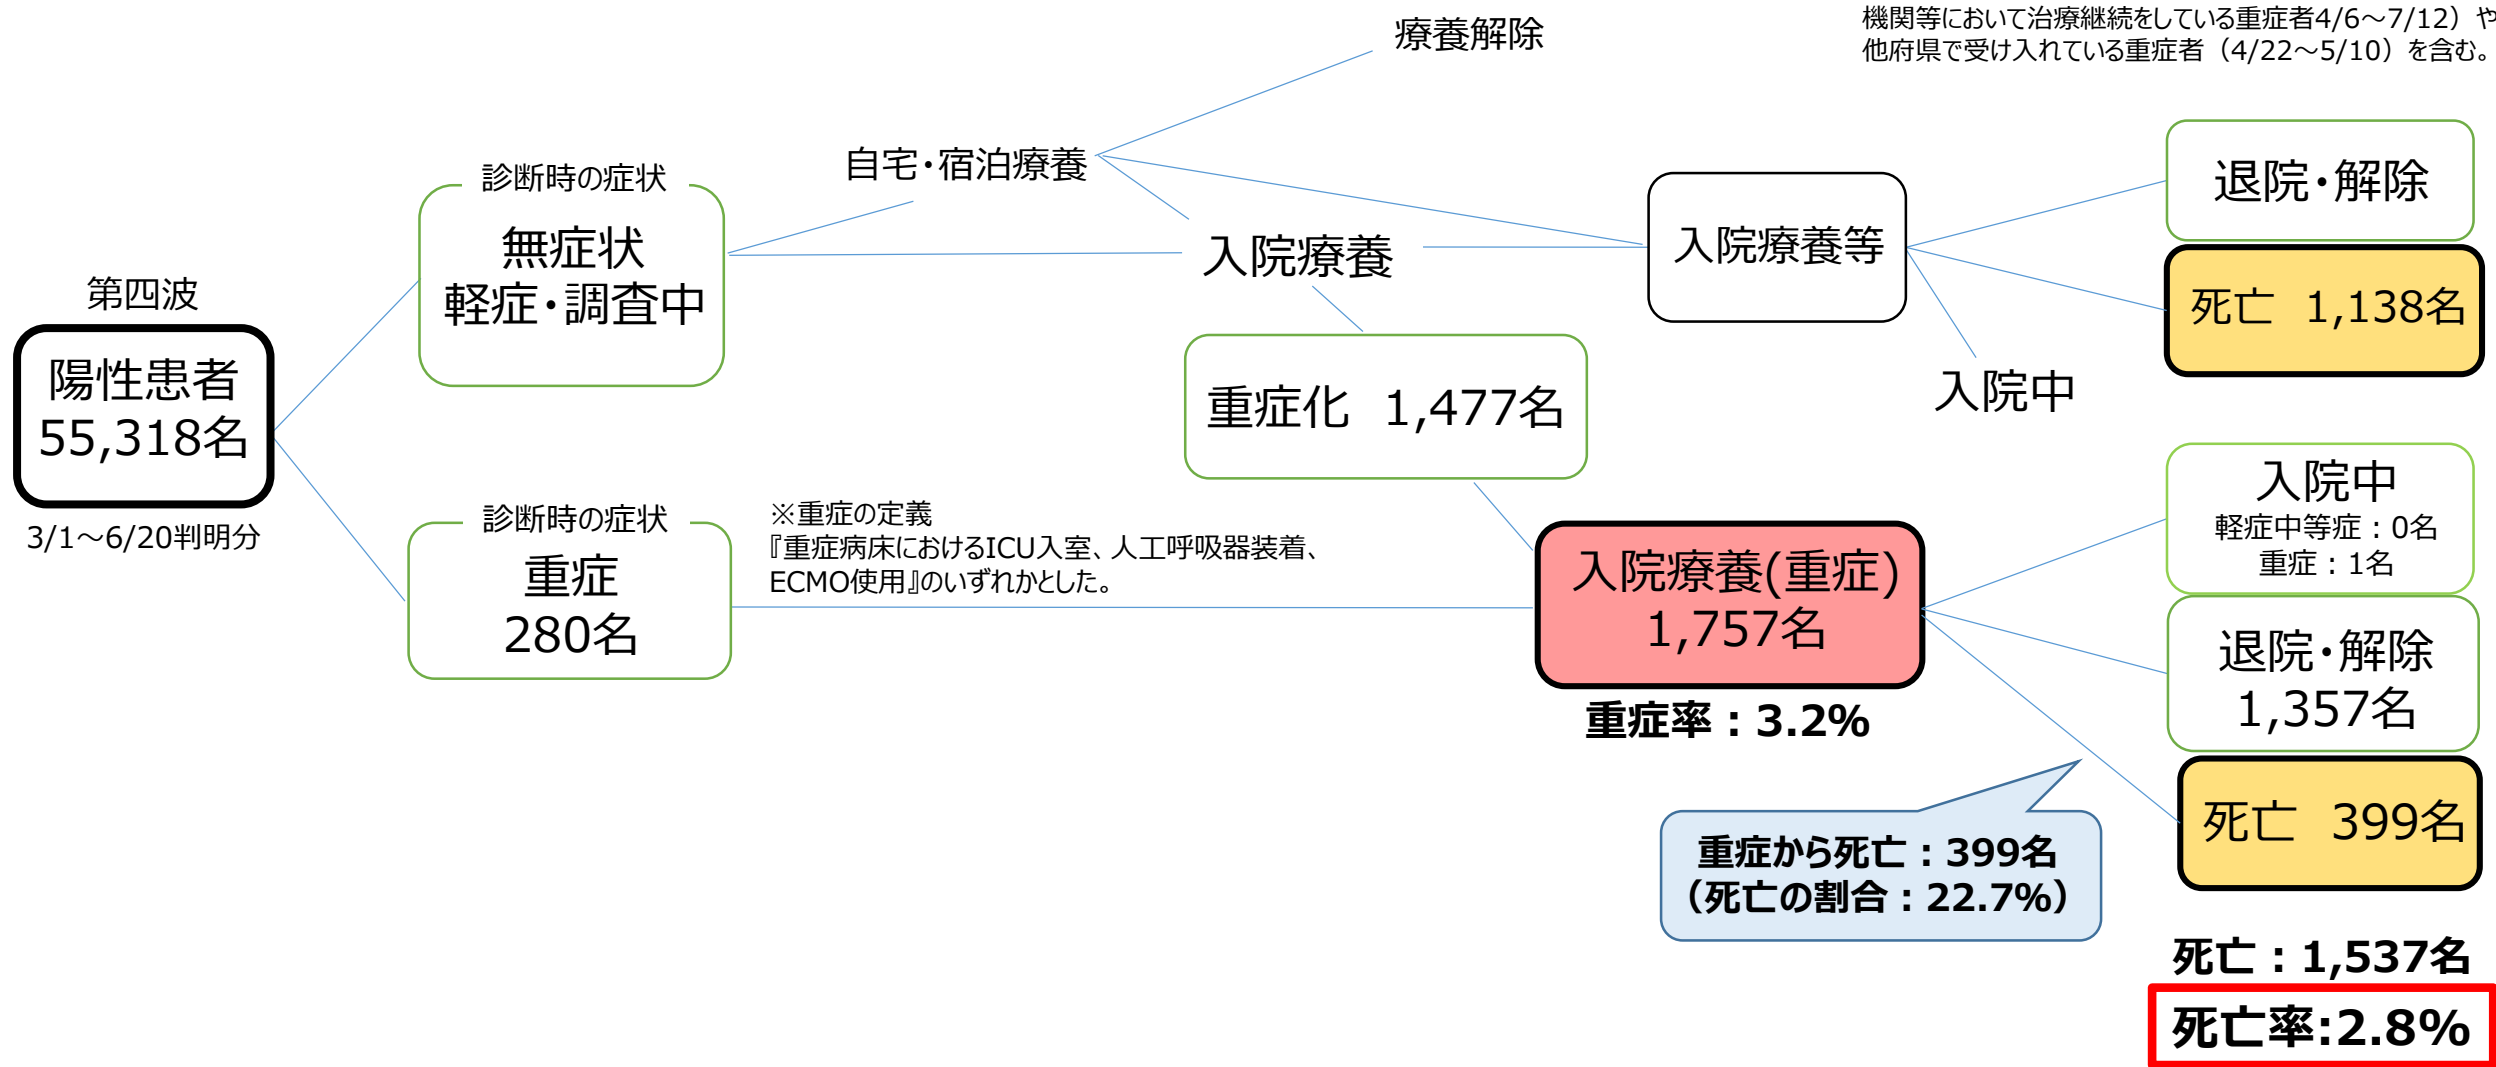 機関等において治療継続をしている重症者4/6～7/12）や
他府県で受け入れている重症者（4/22～5/10）を含む。
療養解除
自宅・宿泊療養
診断時の症状
無症状
軽症・調査中
入院療養
入院療養等
退院・解除
死亡　1,138名
入院中
第四波
陽性患者
55,318名
3/1～6/20判明分
重症化　1,477名
診断時の症状
重症
280名
※重症の定義
『重症病床におけるICU入室、人工呼吸器装着、
ECMO使用』のいずれかとした。
入院療養(重症)
1,757名
重症率：3.2%
入院中
軽症中等症：0名
重症：1名
退院・解除
1,357名
死亡　399名
重症から死亡：399名
（死亡の割合：22.7%）
死亡：1,537名
死亡率:2.8%